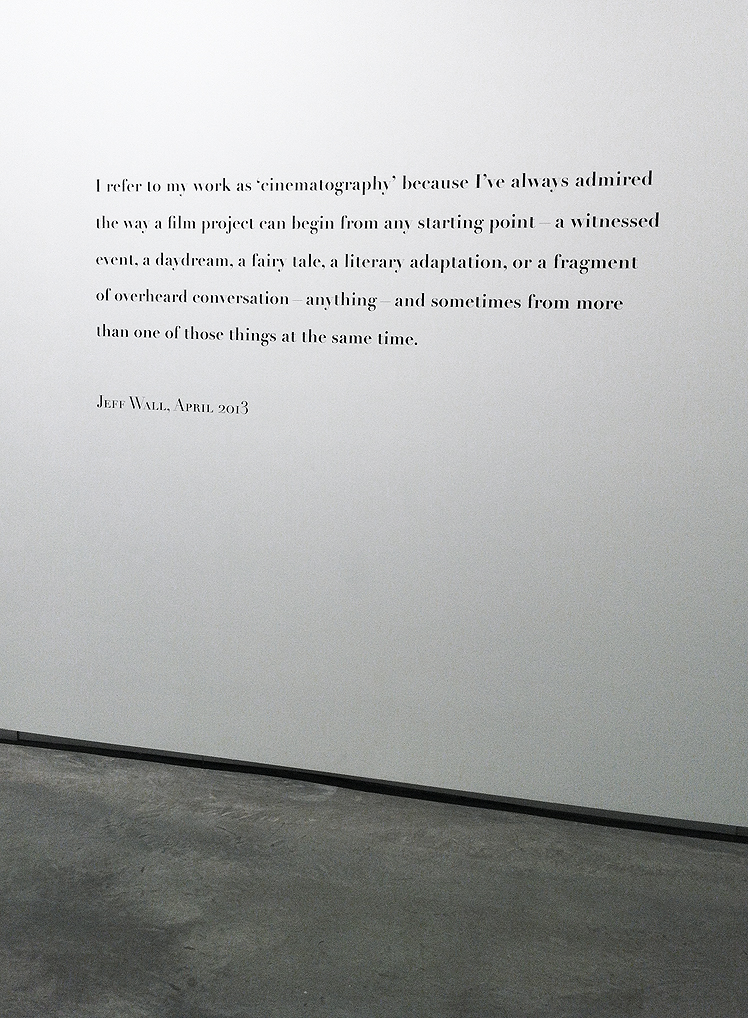 I refer to my work as ‘cinematography’ because I’ve always admired
the way a film project can begin from any starting point – a witnessed
event, a daydream, a fairy tale, a literary adaptation, or a fragment
of overheard conversation – anything – and sometimes from more
than one of those things at the same time.
Jeff Wall, April 2013